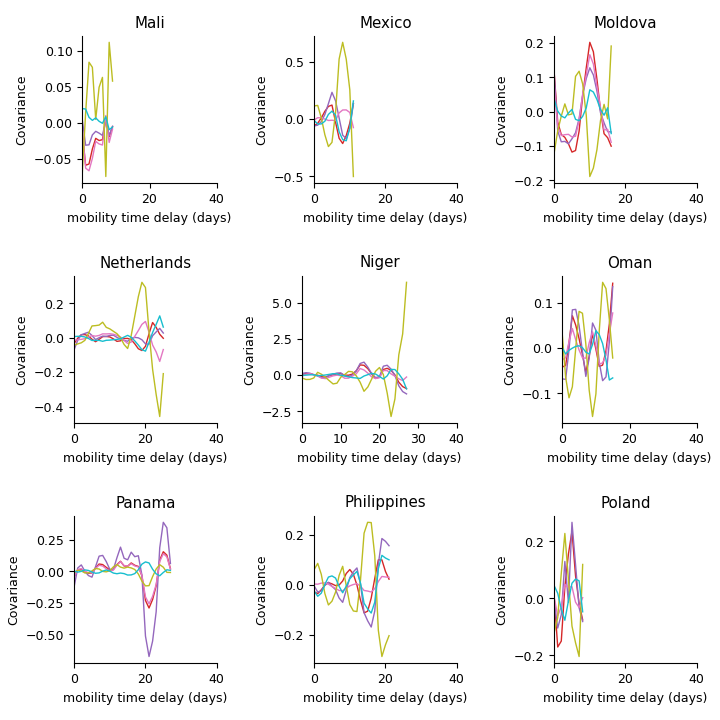 Mali Mexico Moldova
Covariance 0.10 0.05 0.00 −0.05 Covariance 0.5 0.0 −0.5 Covariance 0.2 0.1 0.0 −0.1 −0.2
0 20 40 0 20 40 0 20 40
mobility time delay (days) mobility time delay (days) mobility time delay (days)
Netherlands Niger Oman
Covariance 0.2 0.0 −0.2 −0.4 Covariance 5.0 2.5 0.0 −2.5 Covariance 0.1 0.0 −0.1
0 20 40 0 10 20 30 40 0 20 40
mobility time delay (days) mobility time delay (days) mobility time delay (days)
Panama Philippines Poland
Covariance 0.25 0.00 −0.25 −0.50 Covariance 0.2 0.0 −0.2 Covariance 0.2 0.0 −0.2
0 20 40 0 20 40 0 20 40
mobility time delay (days) mobility time delay (days) mobility time delay (days)